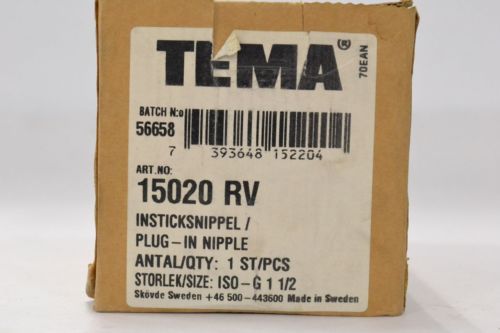 TEMA®
70EAN
BATCH N:o
56658
7 393648 152204
ART.NO:
15020 RV
INSTICKSNIPPEL /
PLUG-IN NIPPLE
ANTAL/QTY: 1 ST/PCS
STORLEK/SIZE: ISO-G 1 1/2
Skövde Sweden +46 500-443600 Made in Sweden